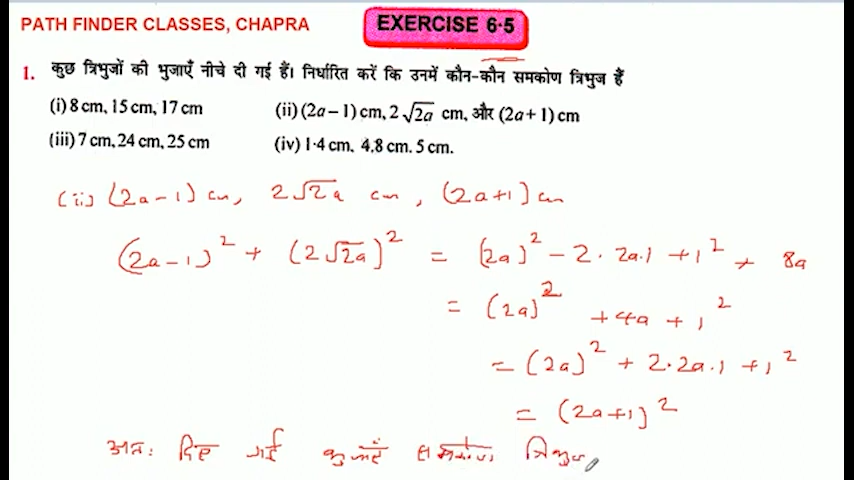 PATH FINDER CLASSES, CHAPRA
EXERCISE 6·5
1. कुछ त्रिभुजों की भुजाएँ नीचे दी गई हैं। निर्धारित करें कि उनमें कौन-कौन समकोण त्रिभुज हैं
(i) 8 cm, 15 cm, 17 cm (ii) (2a – 1) cm, 2√2a cm, और (2a + 1) cm
(iii) 7 cm, 24 cm, 25 cm (iv) 1·4 cm, 4.8 cm. 5 cm.
(ii) (2a – 1) cm, 2√2a cm, (2a+1) cm
(2a – 1)² + (2√2a)² = (2a)² – 2 · 2a·1 + 1² + 8a
= (2a)² + 4a + 1²
= (2a)² + 2·2a·1 + 1²
= (2a+1)²
अतः दिए गई भुजाएँ समकोण त्रिभुज